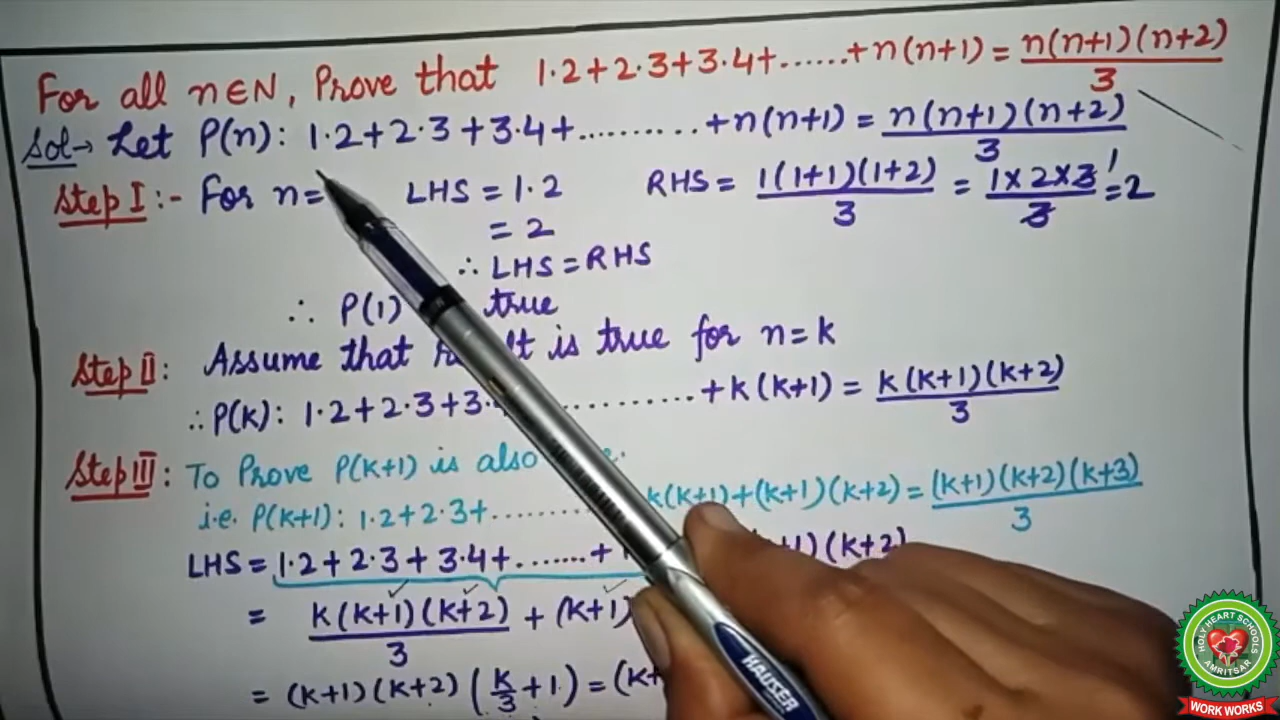 For all n∈N, Prove that 1·2+2·3+3·4+......+n(n+1) = n(n+1)(n+2)/3
Sol→ Let P(n): 1·2+2·3+3·4+..........+n(n+1) = n(n+1)(n+2)/3
Step I:- For n= LHS = 1·2 RHS = 1(1+1)(1+2)/3 = 1×2×3/3 1 = 2
= 2
∴ LHS = RHS
∴ P(1) true
Step II: Assume that is true for n=k
∴ P(k): 1·2+2·3+3· ..........+k(k+1) = k(k+1)(k+2)/3
Step III: To Prove P(k+1) is also
i.e. P(k+1): 1·2+2·3+.......... k(k+1)+(k+1)(k+2) = (k+1)(k+2)(k+3)/3
LHS = 1·2+2·3+3·4+.......+ (k+2)
= k(k+1)(k+2)/3 + (k+1)
= (k+1)(k+2)(k/3+1) = (k+
HAUSER
HOLY HEART SCHOOLS
AMRITSAR
WORK WORKS